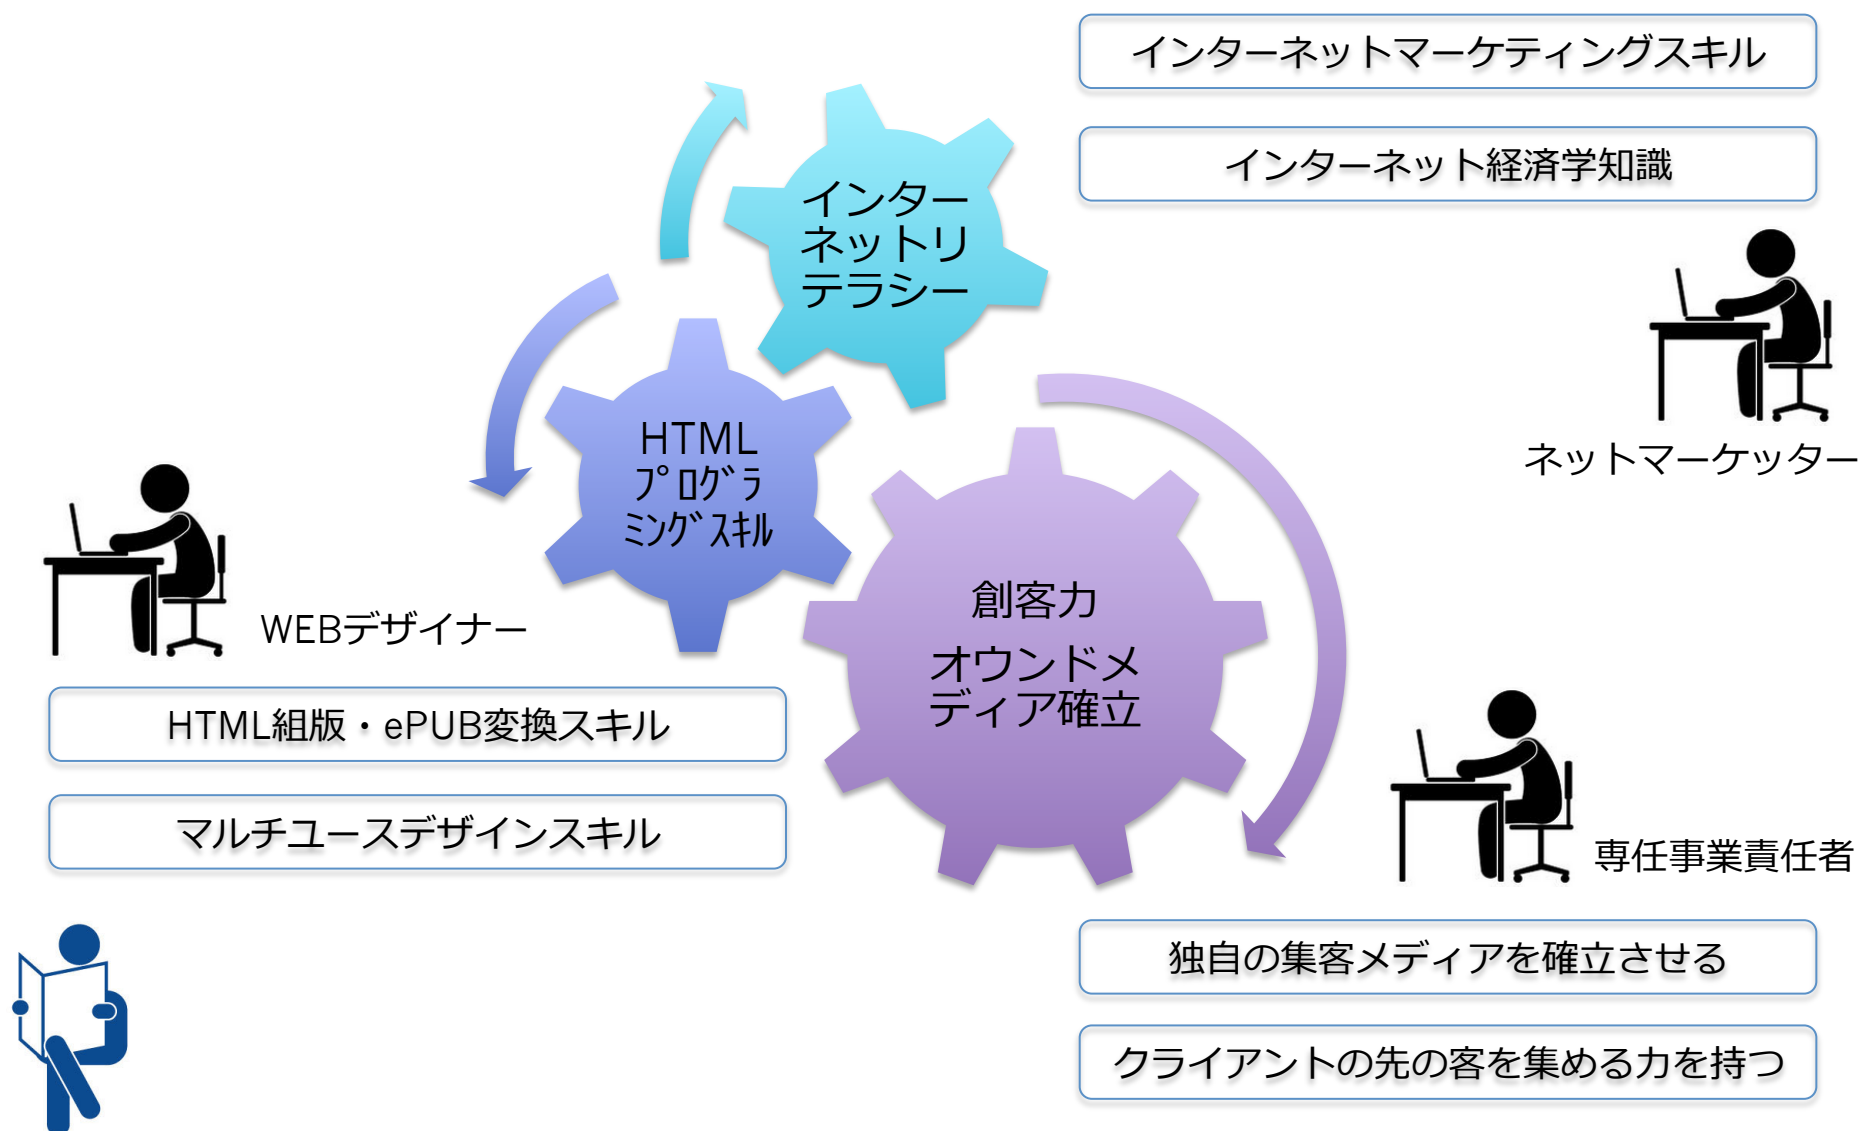 インターネットマーケティングスキル
インターネット経済学知識
インター
ネットリ
テラシー
ネットマーケッター
HTML
ﾌﾟﾛｸﾞﾗ
ﾐﾝｸﾞｽｷﾙ
WEBデザイナー
HTML組版・ePUB変換スキル
マルチユースデザインスキル
創客力
オウンドメ
ディア確立
専任事業責任者
独自の集客メディアを確立させる
クライアントの先の客を集める力を持つ